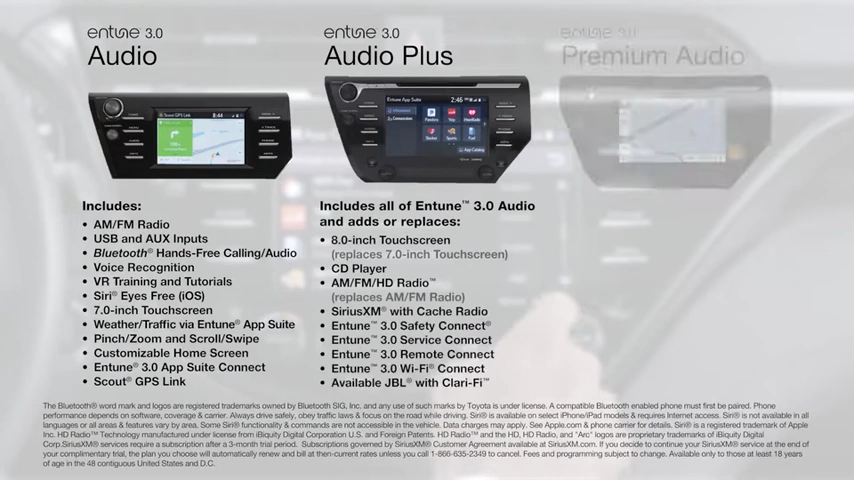 entune 3.0
Audio
entune 3.0
Audio Plus
entune 3.0
Premium Audio
Scout GPS Link
8:44
Entune App Suite
2:46
Pandora
Yelp
iHeartRadio
Sports
Fuel
App Catalog
Includes:
• AM/FM Radio
• USB and AUX Inputs
• Bluetooth® Hands-Free Calling/Audio
• Voice Recognition
• VR Training and Tutorials
• Siri® Eyes Free (iOS)
• 7.0-inch Touchscreen
• Weather/Traffic via Entune® App Suite
• Pinch/Zoom and Scroll/Swipe
• Customizable Home Screen
• Entune® 3.0 App Suite Connect
• Scout® GPS Link
Includes all of Entune™ 3.0 Audio
and adds or replaces:
• 8.0-inch Touchscreen
(replaces 7.0-inch Touchscreen)
• CD Player
• AM/FM/HD Radio™
(replaces AM/FM Radio)
• SiriusXM® with Cache Radio
• Entune™ 3.0 Safety Connect®
• Entune™ 3.0 Service Connect
• Entune™ 3.0 Remote Connect
• Entune™ 3.0 Wi-Fi® Connect
• Available JBL® with Clari-Fi™
The Bluetooth® word mark and logos are registered trademarks owned by Bluetooth SIG, Inc. and any use of such marks by Toyota is under license. A compatible Bluetooth enabled phone must first be paired. Phone
performance depends on software, coverage & carrier. Always drive safely, obey traffic laws & focus on the road while driving. Siri® is available on select iPhone/iPad models & requires Internet access. Siri® is not available in all
languages or all areas & features vary by area. Some Siri® functionality & commands are not accessible in the vehicle. Data charges may apply. See Apple.com & phone carrier for details. Siri® is a registered trademark of Apple
Inc. HD Radio™ Technology manufactured under license from iBiquity Digital Corporation U.S. and Foreign Patents. HD Radio™ and the HD, HD Radio, and "Arc" logos are proprietary trademarks of iBiquity Digital
Corp.SiriusXM® services require a subscription after a 3-month trial period. Subscriptions governed by SiriusXM® Customer Agreement available at SiriusXM.com. If you decide to continue your SiriusXM® service at the end of
your complimentary trial, the plan you choose will automatically renew and bill at then-current rates unless you call 1-866-635-2349 to cancel. Fees and programming subject to change. Available only to those at least 18 years
of age in the 48 contiguous United States and D.C.